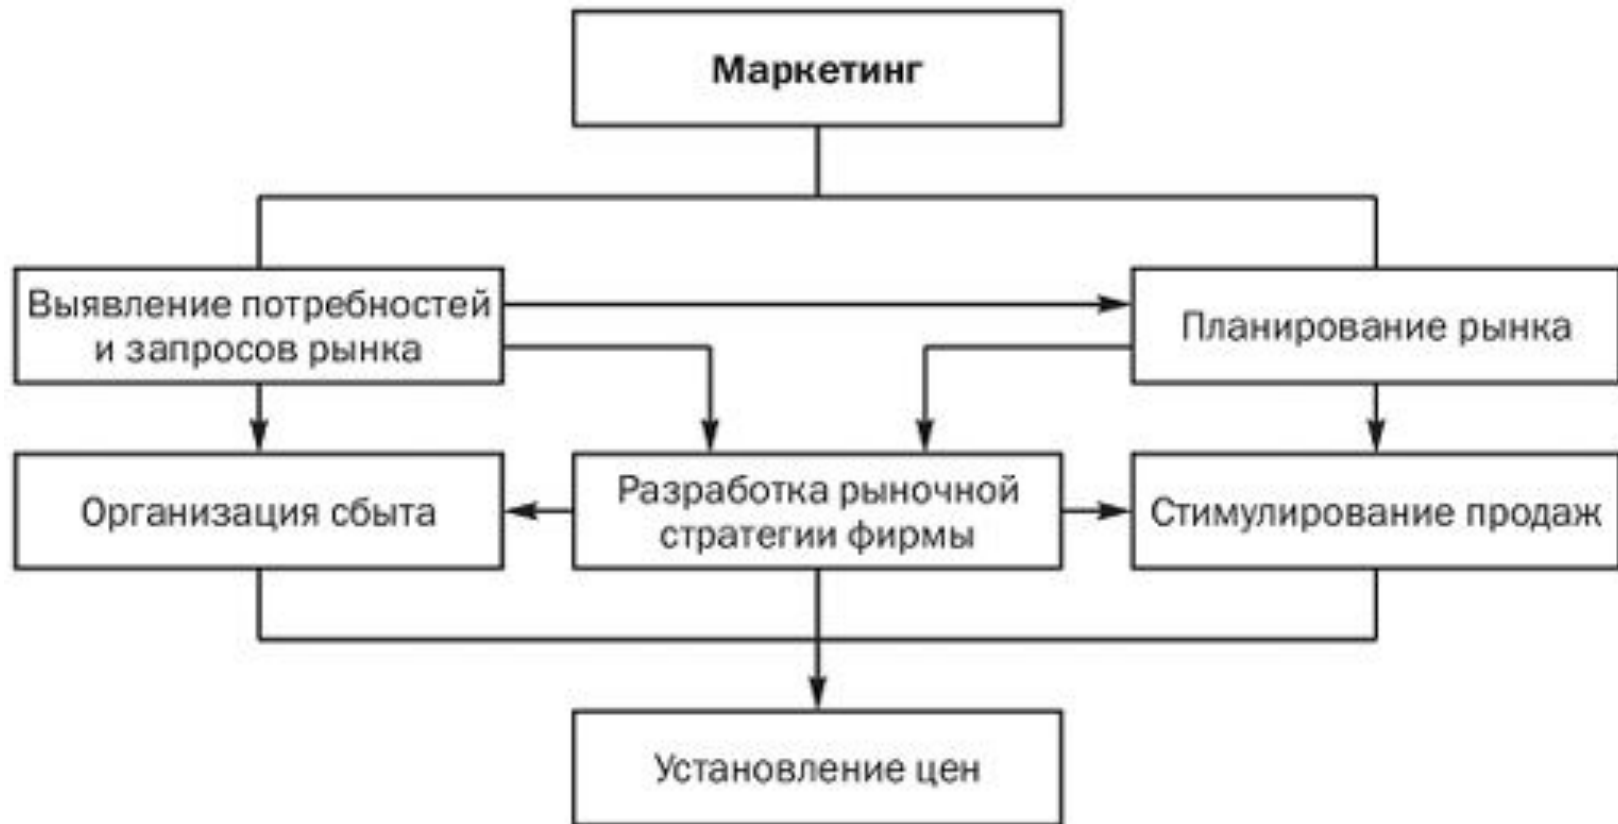 Маркетинг
Выявление потребностей
и запросов рынка
Планирование рынка
Организация сбыта
Разработка рыночной
стратегии фирмы
Стимулирование продаж
Установление цен